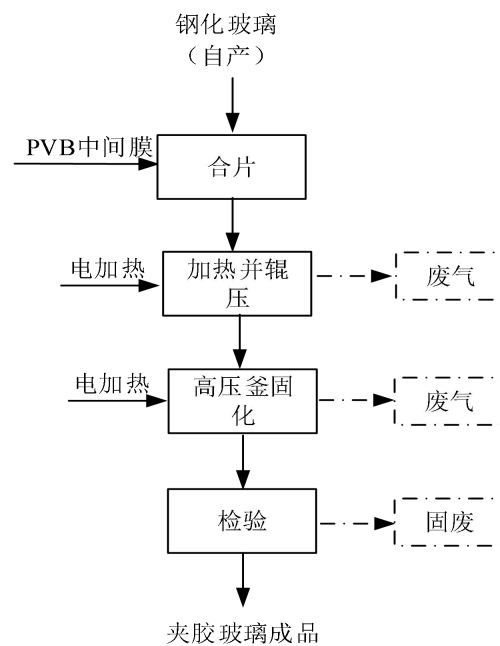 钢化玻璃
（自产）
PVB中间膜
合片
电加热
加热并辊
压
废气
电加热
高压釜固
化
废气
检验
固废
夹胶玻璃成品